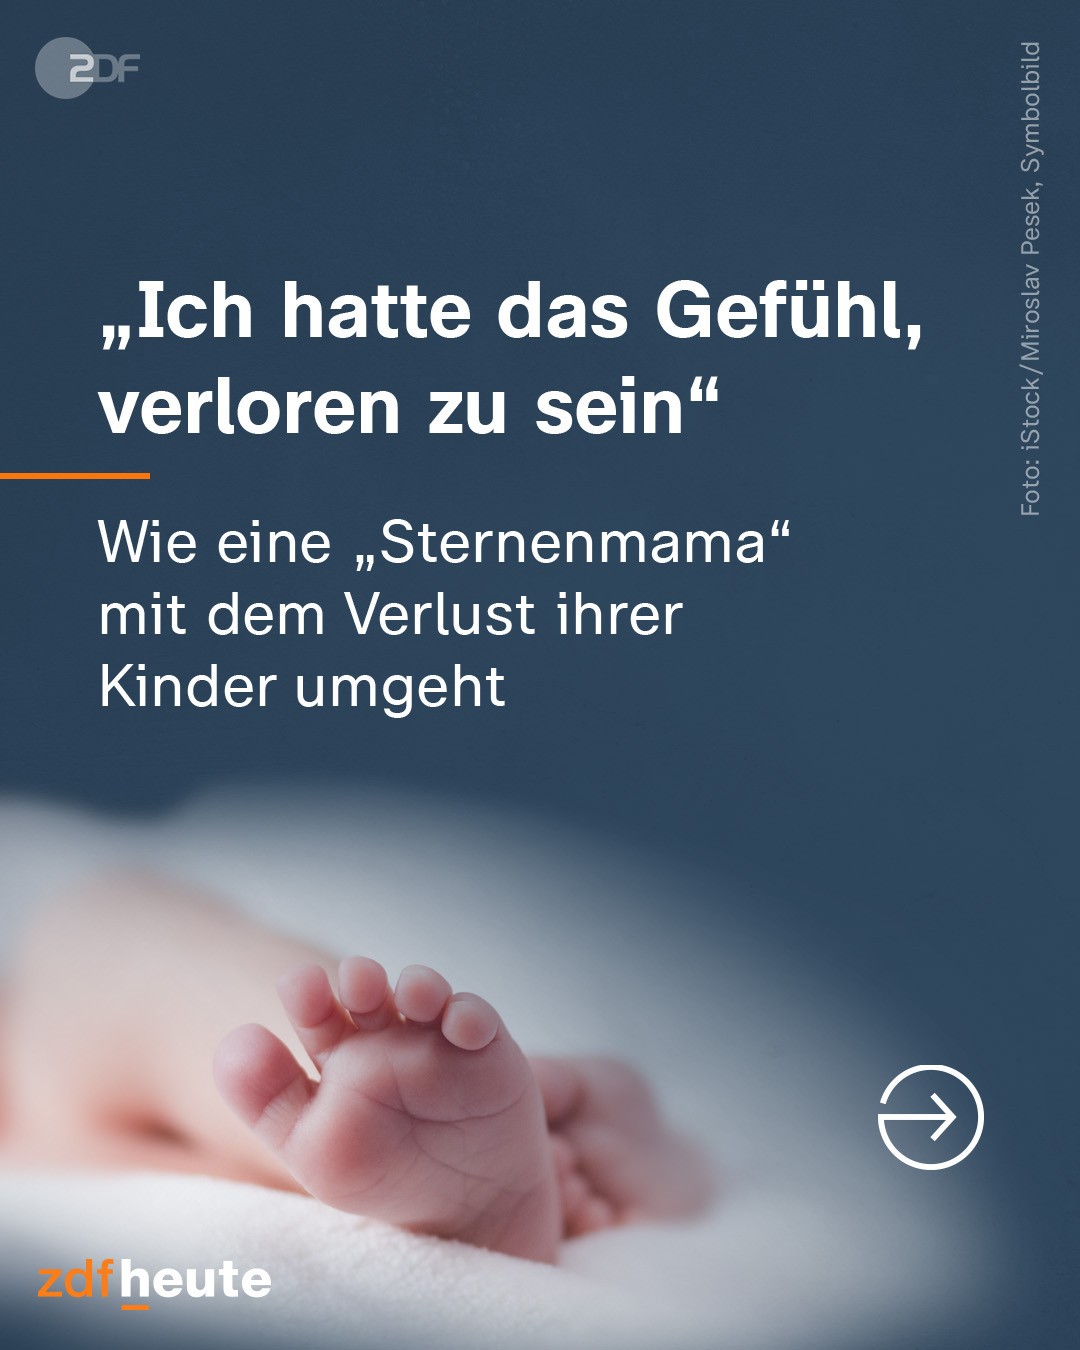 ZDF
Foto: iStock/Miroslav Pesek, Symbolbild
„Ich hatte das Gefühl,
verloren zu sein“
Wie eine „Sternenmama“
mit dem Verlust ihrer
Kinder umgeht
zdfheute